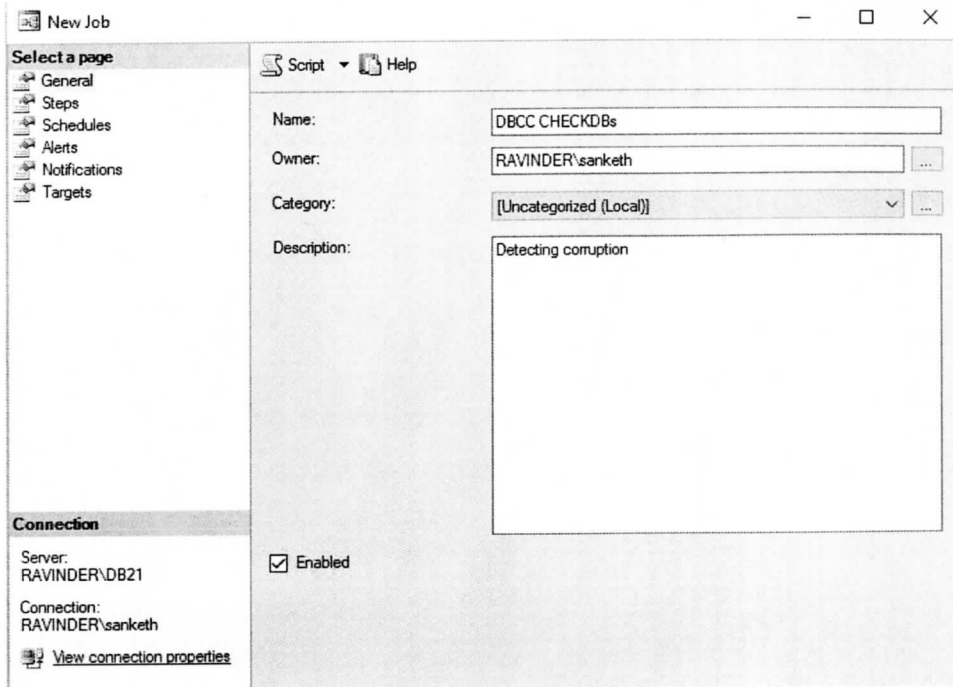 New Job
Select a page
General
Steps
Schedules
Alerts
Notifications
Targets
Script
Help
Name:
DBCC CHECKDBs
Owner:
RAVINDER\sanketh
...
Category:
[Uncategorized (Local)]
...
Description:
Detecting corruption
Enabled
Connection
Server:
RAVINDER\DB21
Connection:
RAVINDER\sanketh
View connection properties